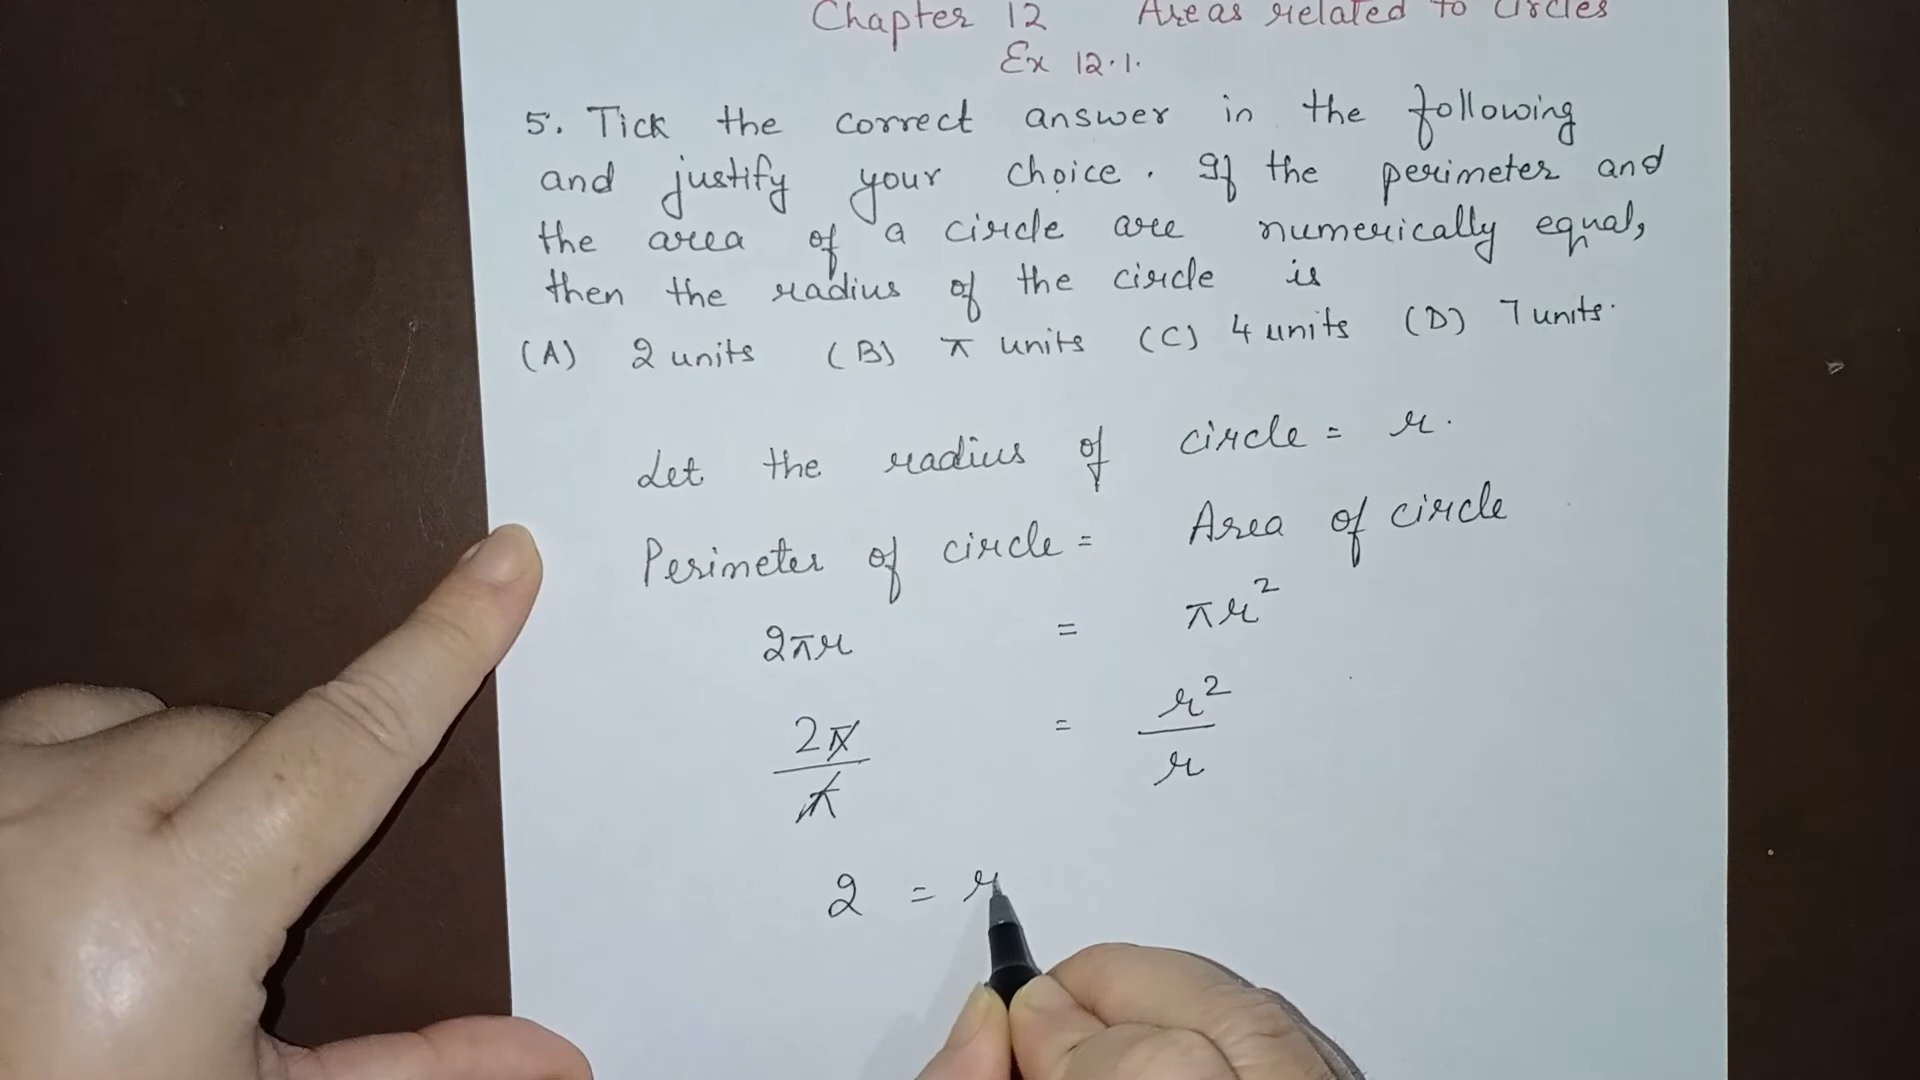 Chapter 12 Areas related to circles
Ex 12.1.
5. Tick the correct answer in the following
and justify your choice. If the perimeter and
the area of a circle are numerically equal,
then the radius of the circle is
(A) 2 units (B) π units (C) 4 units (D) 7 units.
Let the radius of circle = r.
Perimeter of circle = Area of circle
2πr = πr²
2π/π = r²/r
2 = r